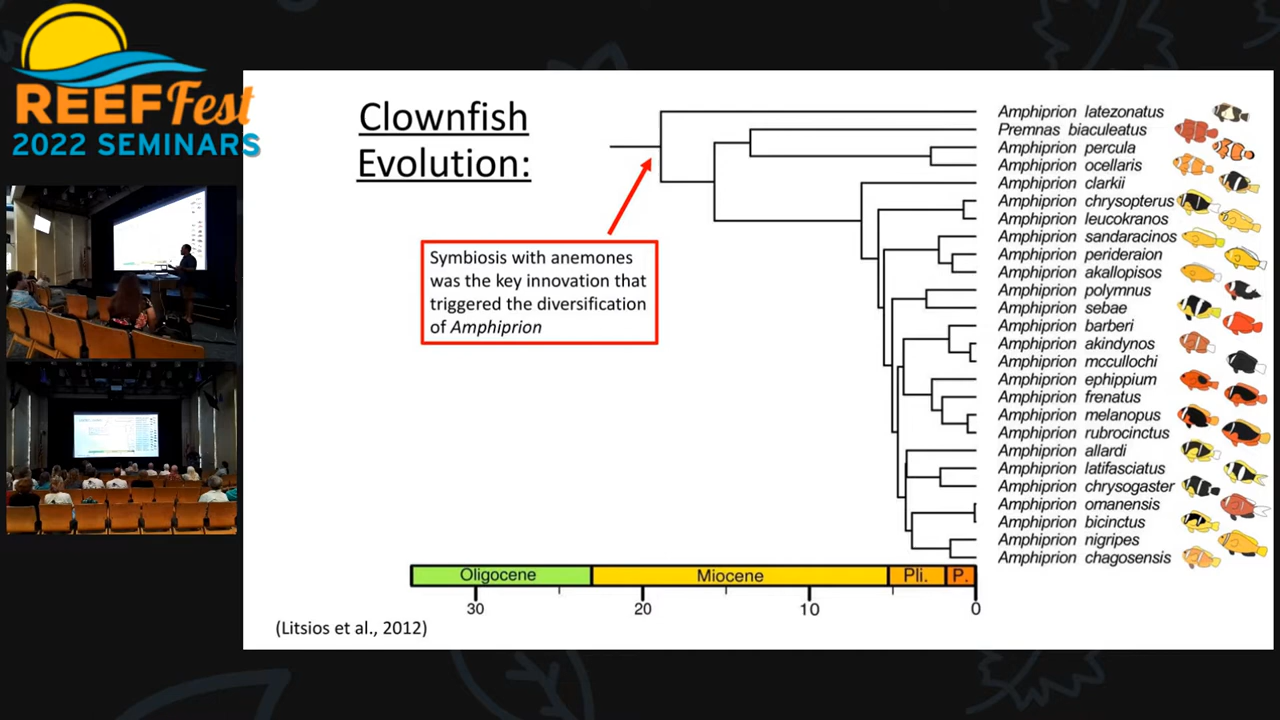 REEF Fest
2022 SEMINARS
Clownfish
Evolution:
Symbiosis with anemones
was the key innovation that
triggered the diversification
of Amphiprion
Amphiprion latezonatus
Premnas biaculeatus
Amphiprion percula
Amphiprion ocellaris
Amphiprion clarkii
Amphiprion chrysopterus
Amphiprion leucokranos
Amphiprion sandaracinos
Amphiprion perideraion
Amphiprion akallopisos
Amphiprion polymnus
Amphiprion sebae
Amphiprion barberi
Amphiprion akindynos
Amphiprion mccullochi
Amphiprion ephippium
Amphiprion frenatus
Amphiprion melanopus
Amphiprion rubrocinctus
Amphiprion allardi
Amphiprion latifasciatus
Amphiprion chrysogaster
Amphiprion omanensis
Amphiprion bicinctus
Amphiprion nigripes
Amphiprion chagosensis
Oligocene Miocene Pli. P.
30 20 10 0
(Litsios et al., 2012)